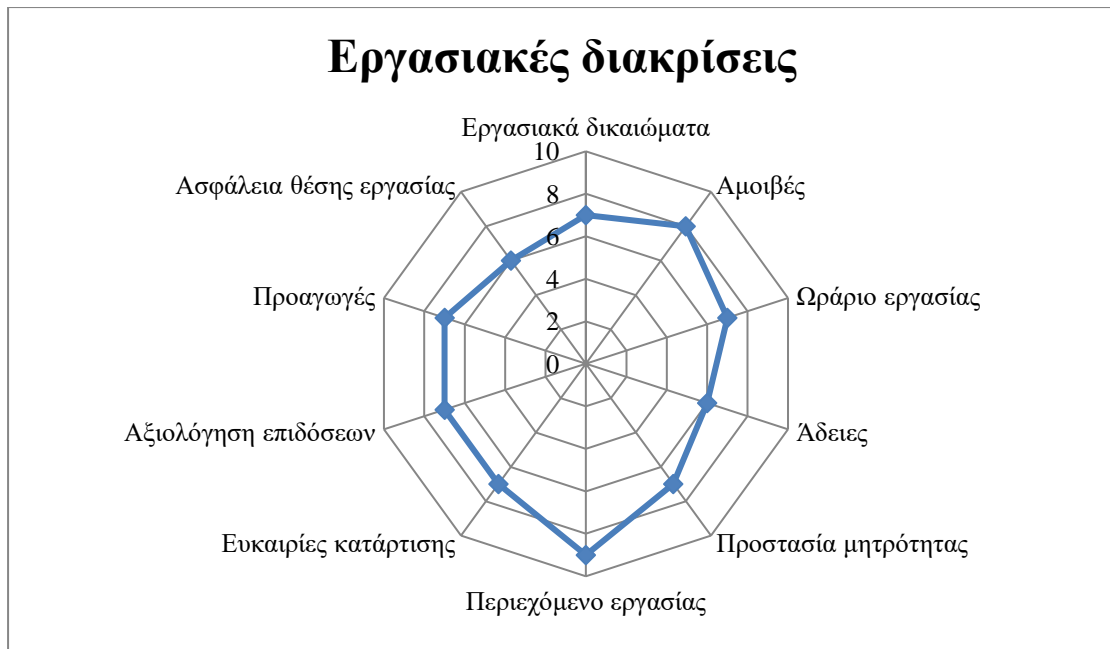 Εργασιακές διακρίσεις
Εργασιακά δικαιώματα
Αμοιβές
Ωράριο εργασίας
Άδειες
Προστασία μητρότητας
Περιεχόμενο εργασίας
Ευκαιρίες κατάρτισης
Αξιολόγηση επιδόσεων
Προαγωγές
Ασφάλεια θέσης εργασίας
10
8
6
4
2
0